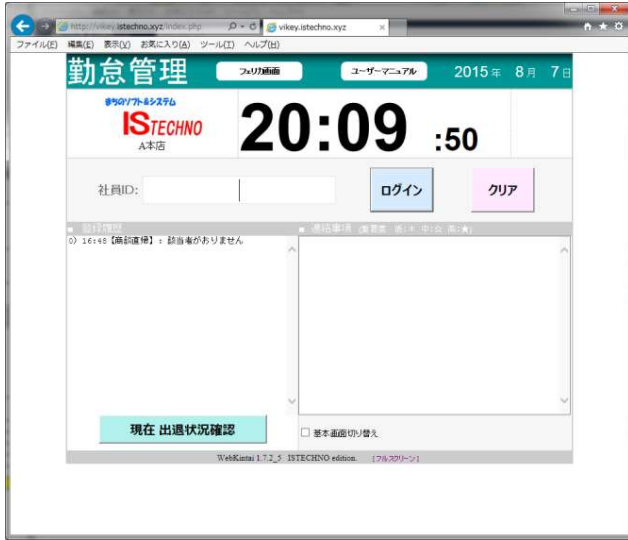 http://vikey.istechno.xyz/index.php
vikey.istechno.xyz
ファイル(F) 編集(E) 表示(V) お気に入り(A) ツール(T) ヘルプ(H)
勤怠管理 フェリカ画面 ユーザーマニュアル 2015年 8月 7日
まちのソフト&システム
ISTECHNO
A本店
20:09 :50
社員ID: ログイン クリア
■ 登録履歴
■ 連絡事項
0) 16:48【商談直帰】: 該当者がおりません
現在 出退状況確認
基本画面切り替え
WebKintai 1.7.2_5 ISTECHNO edition. [フルスクリーン]